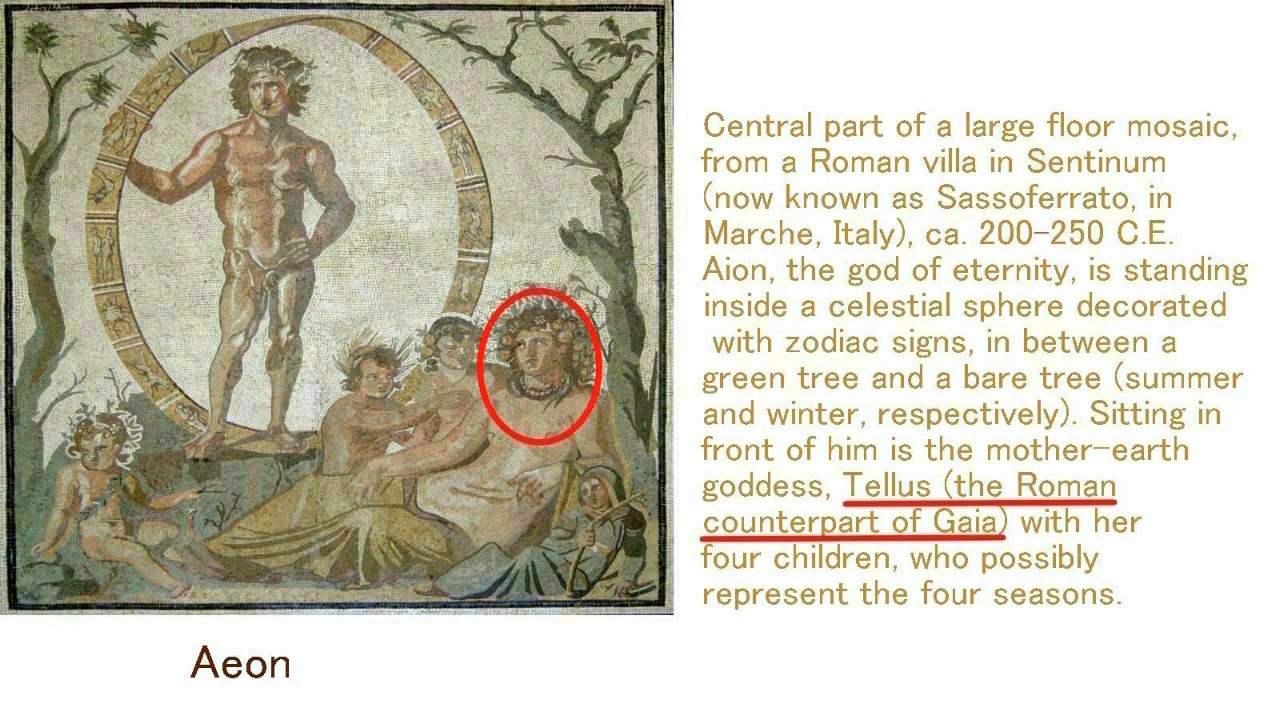 Central part of a large floor mosaic,
from a Roman villa in Sentinum
(now known as Sassoferrato, in
Marche, Italy), ca. 200-250 C.E.
Aion, the god of eternity, is standing
inside a celestial sphere decorated
with zodiac signs, in between a
green tree and a bare tree (summer
and winter, respectively). Sitting in
front of him is the mother-earth
goddess, Tellus (the Roman
counterpart of Gaia) with her
four children, who possibly
represent the four seasons.
Aeon